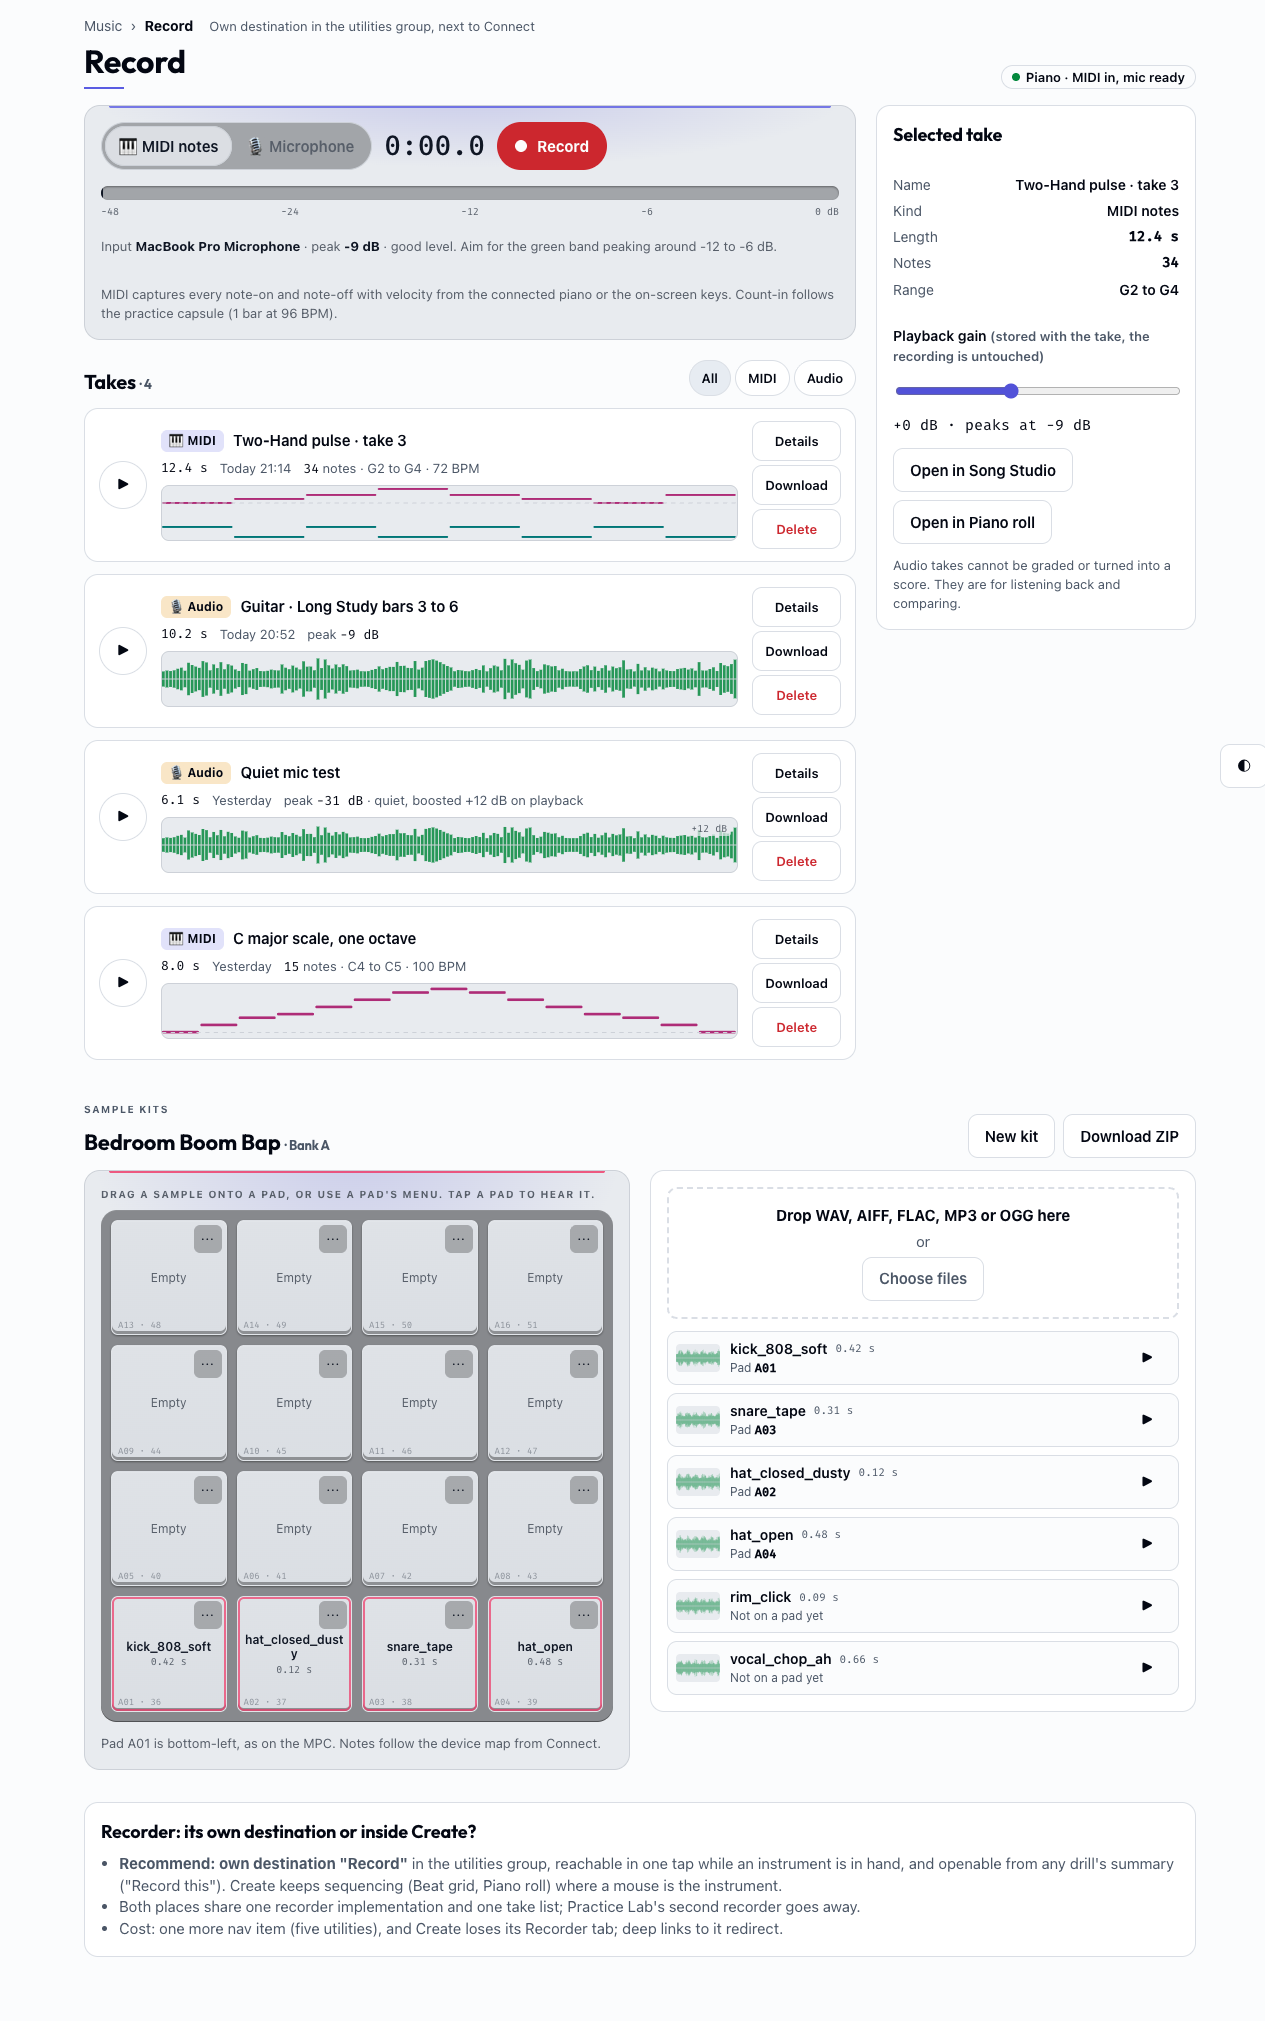 Music › Record Own destination in the utilities group, next to Connect
Record
Piano · MIDI in, mic ready
MIDI notes
Microphone
0:00.0
Record
-48 -24 -12 -6 0 dB
Input MacBook Pro Microphone · peak -9 dB · good level. Aim for the green band peaking around -12 to -6 dB.
MIDI captures every note-on and note-off with velocity from the connected piano or the on-screen keys. Count-in follows
the practice capsule (1 bar at 96 BPM).
Selected take
Name Two-Hand pulse · take 3
Kind MIDI notes
Length 12.4 s
Notes 34
Range G2 to G4
Playback gain (stored with the take, the
recording is untouched)
+0 dB · peaks at -9 dB
Open in Song Studio
Open in Piano roll
Audio takes cannot be graded or turned into a
score. They are for listening back and
comparing.
Takes · 4
All MIDI Audio
MIDI Two-Hand pulse · take 3
12.4 s Today 21:14 34 notes · G2 to G4 · 72 BPM
Details
Download
Delete
Audio Guitar · Long Study bars 3 to 6
10.2 s Today 20:52 peak -9 dB
Details
Download
Delete
Audio Quiet mic test
6.1 s Yesterday peak -31 dB · quiet, boosted +12 dB on playback
+12 dB
Details
Download
Delete
MIDI C major scale, one octave
8.0 s Yesterday 15 notes · C4 to C5 · 100 BPM
Details
Download
Delete
SAMPLE KITS
Bedroom Boom Bap · Bank A
New kit
Download ZIP
DRAG A SAMPLE ONTO A PAD, OR USE A PAD'S MENU. TAP A PAD TO HEAR IT.
... ... ... ...
Empty Empty Empty Empty
A13 · 48 A14 · 49 A15 · 50 A16 · 51
... ... ... ...
Empty Empty Empty Empty
A09 · 44 A10 · 45 A11 · 46 A12 · 47
... ... ... ...
Empty Empty Empty Empty
A05 · 40 A06 · 41 A07 · 42 A08 · 43
... ... ... ...
kick_808_soft
0.42 s
A01 · 36
hat_closed_dust
y
0.12 s
A02 · 37
snare_tape
0.31 s
A03 · 38
hat_open
0.48 s
A04 · 39
Pad A01 is bottom-left, as on the MPC. Notes follow the device map from Connect.
Drop WAV, AIFF, FLAC, MP3 or OGG here
or
Choose files
kick_808_soft 0.42 s
Pad A01
snare_tape 0.31 s
Pad A03
hat_closed_dusty 0.12 s
Pad A02
hat_open 0.48 s
Pad A04
rim_click 0.09 s
Not on a pad yet
vocal_chop_ah 0.66 s
Not on a pad yet
Recorder: its own destination or inside Create?
• Recommend: own destination "Record" in the utilities group, reachable in one tap while an instrument is in hand, and openable from any drill's summary
("Record this"). Create keeps sequencing (Beat grid, Piano roll) where a mouse is the instrument.
• Both places share one recorder implementation and one take list; Practice Lab's second recorder goes away.
• Cost: one more nav item (five utilities), and Create loses its Recorder tab; deep links to it redirect.